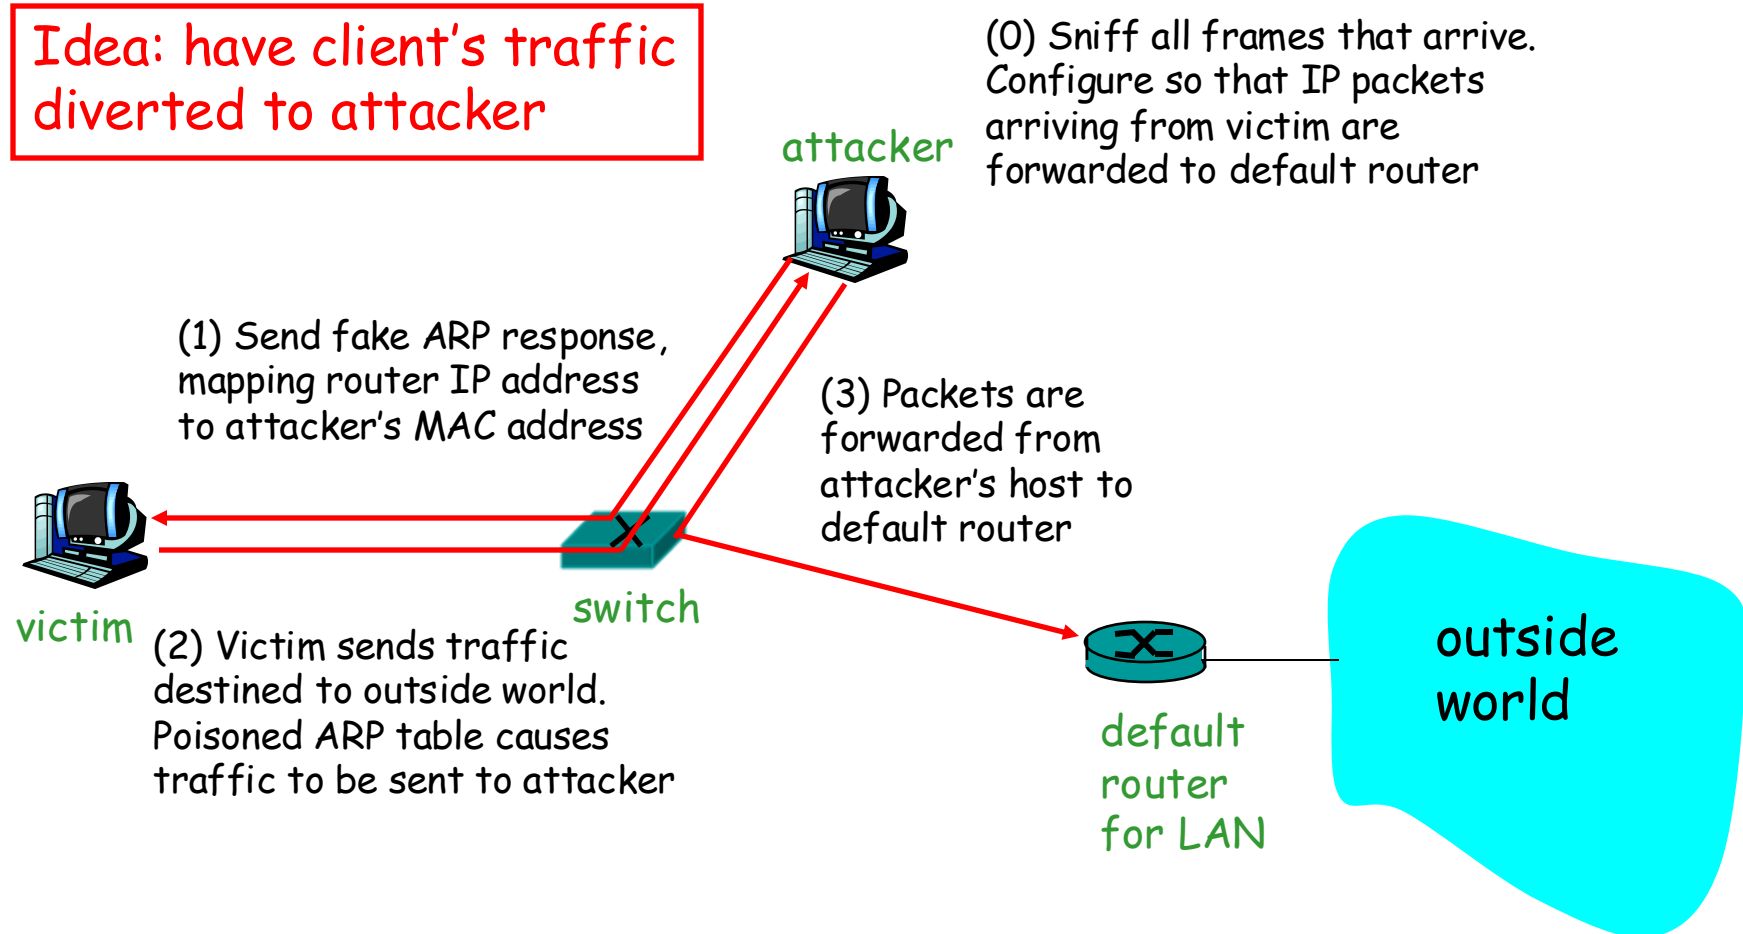 Idea: have client’s traffic
diverted to attacker
(0) Sniff all frames that arrive.
Configure so that IP packets
arriving from victim are
forwarded to default router
attacker
(1) Send fake ARP response,
mapping router IP address
to attacker’s MAC address
(3) Packets are
forwarded from
attacker’s host to
default router
victim
switch
(2) Victim sends traffic
destined to outside world.
Poisoned ARP table causes
traffic to be sent to attacker
outside
world
default
router
for LAN